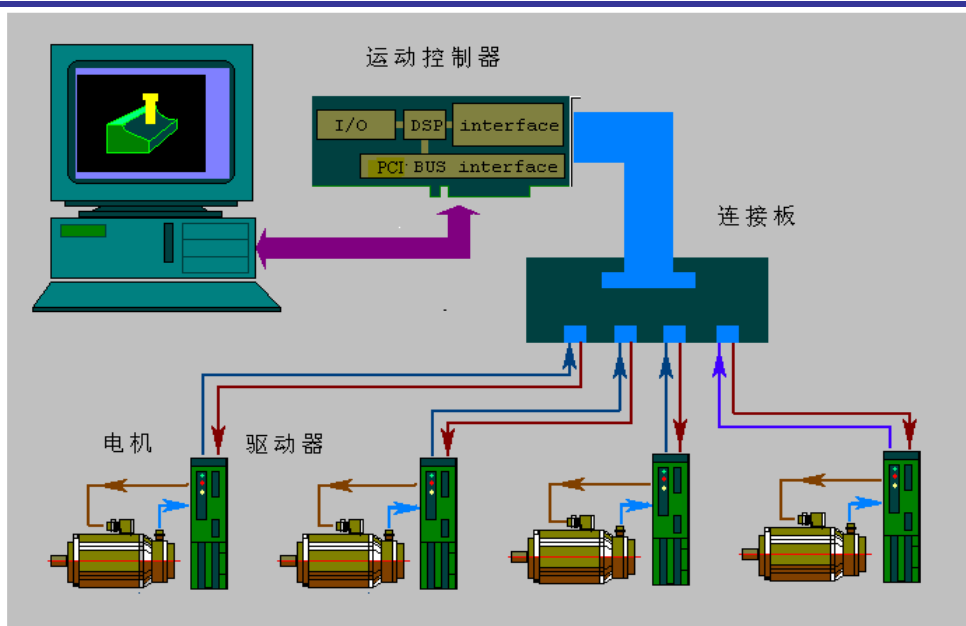 运动控制器
I/O DSP interface
PCI BUS interface
连接板
电机 驱动器